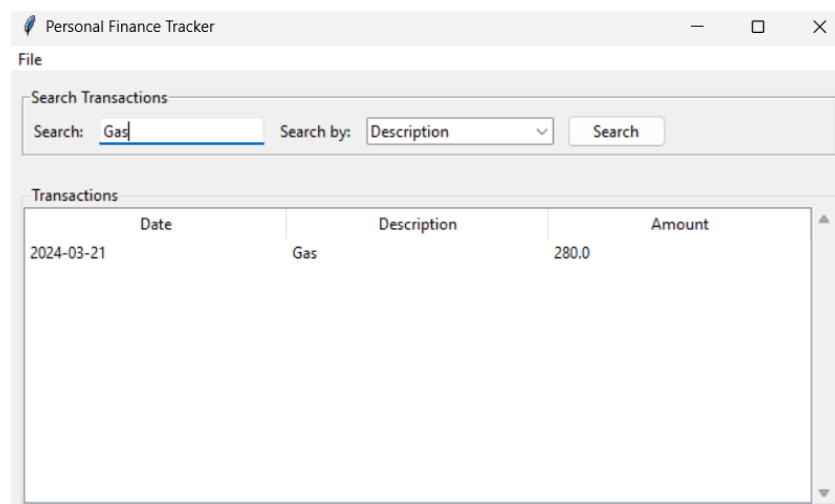 Personal Finance Tracker
File
Search Transactions
Search: Gas Search by: Description Search
Transactions
Date Description Amount
2024-03-21 Gas 280.0